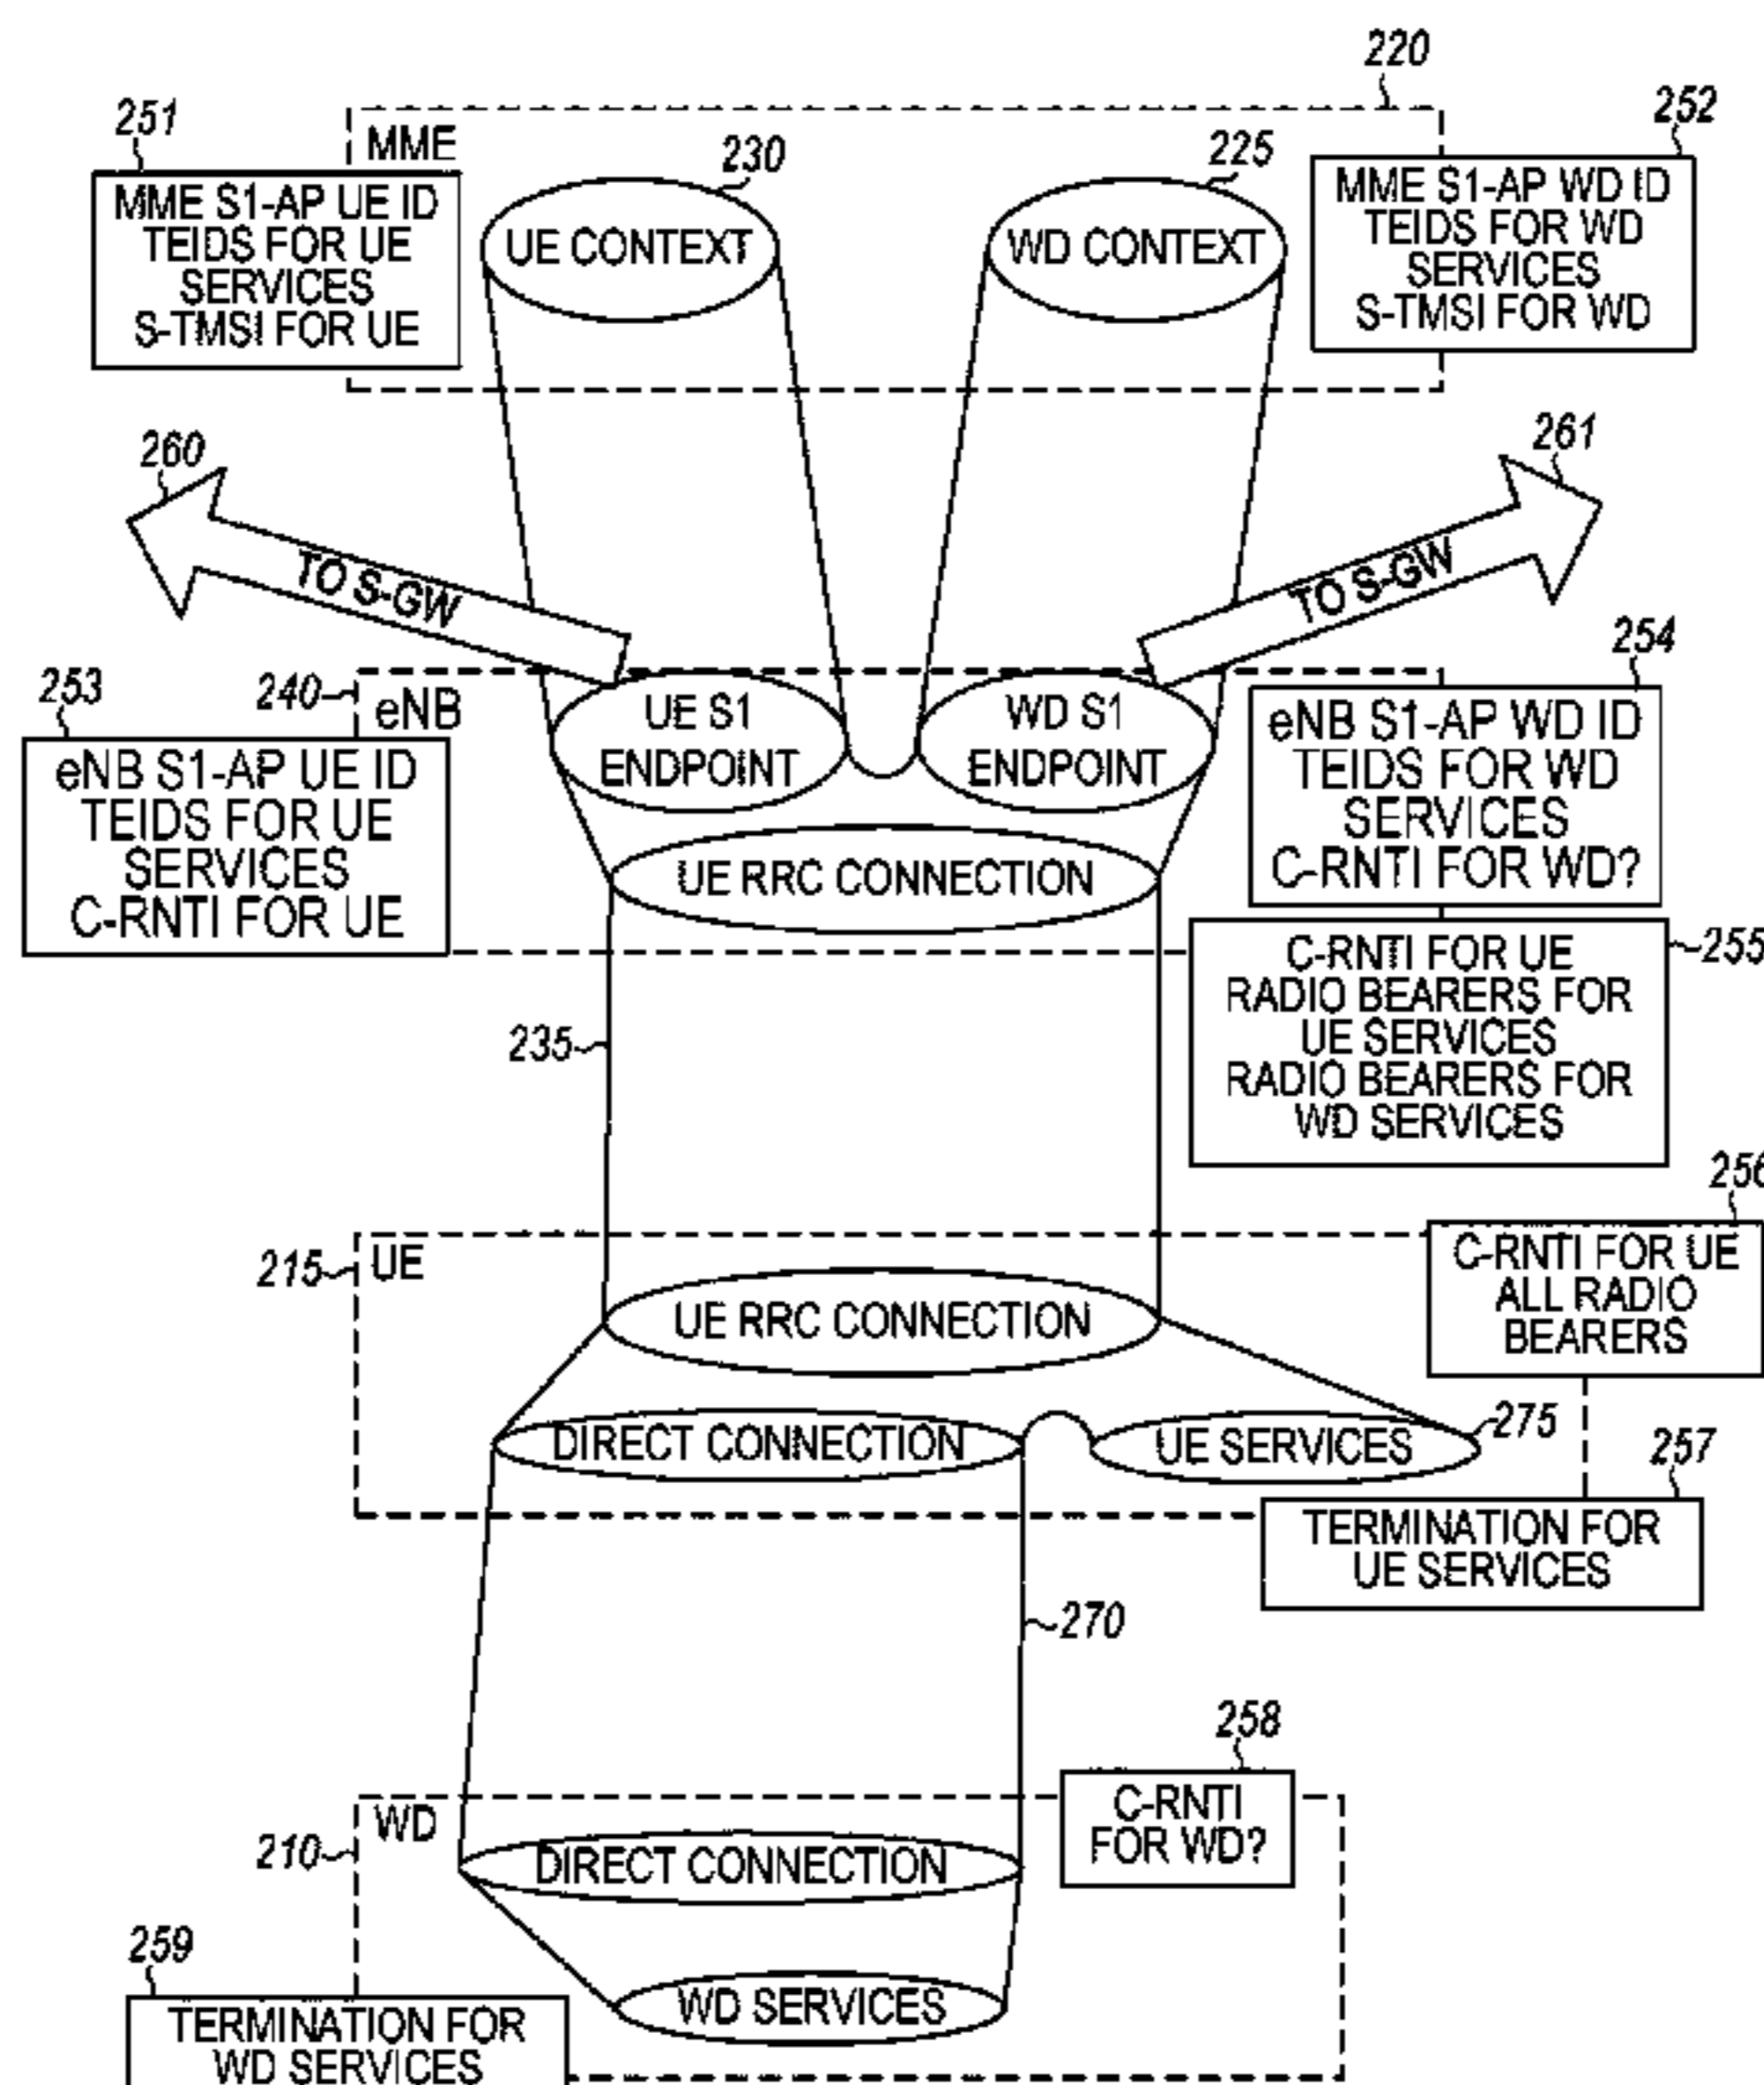 220
251
252
MME
230
225
MME S1-AP UE ID
TEIDS FOR UE
SERVICES
S-TMSI FOR UE
UE CONTEXT
WD CONTEXT
MME S1-AP WD ID
TEIDS FOR WD
SERVICES
S-TMSI FOR WD
260
261
TO S-GW
TO S-GW
254
253
240
eNB
UE S1
ENDPOINT
WD S1
ENDPOINT
eNB S1-AP WD ID
TEIDS FOR WD
SERVICES
C-RNTI FOR WD?
eNB S1-AP UE ID
TEIDS FOR UE
SERVICES
C-RNTI FOR UE
UE RRC CONNECTION
255
C-RNTI FOR UE
RADIO BEARERS FOR
UE SERVICES
RADIO BEARERS FOR
WD SERVICES
235
256
215
UE
C-RNTI FOR UE
ALL RADIO
BEARERS
UE RRC CONNECTION
DIRECT CONNECTION
UE SERVICES
275
257
TERMINATION FOR
UE SERVICES
270
258
C-RNTI
FOR WD?
210
WD
DIRECT CONNECTION
259
WD SERVICES
TERMINATION FOR
WD SERVICES